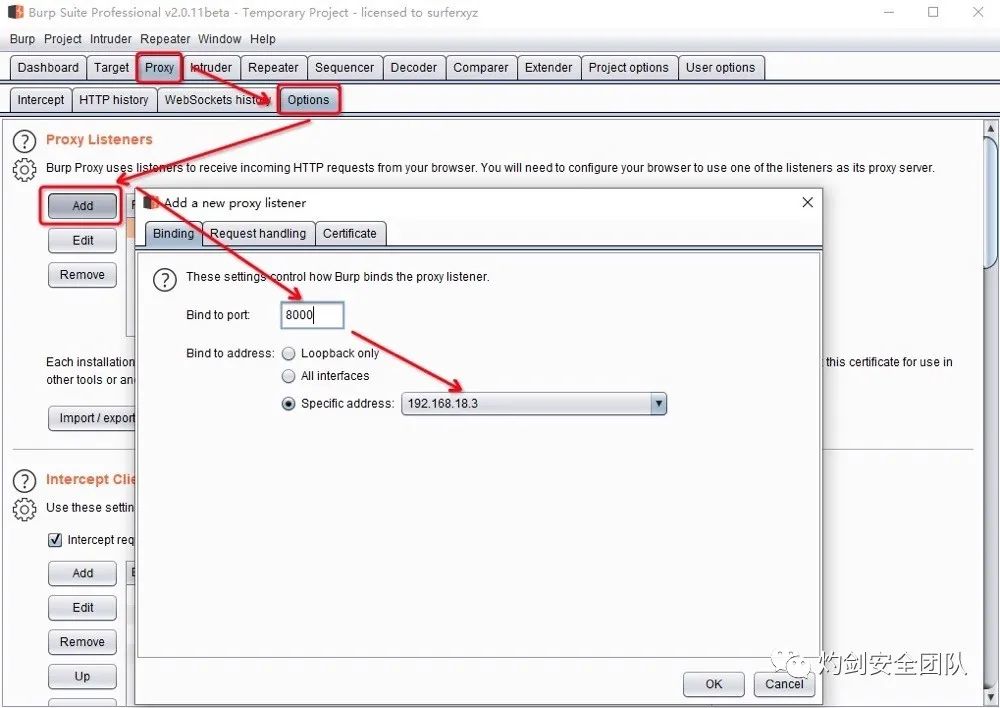 Burp Suite Professional v2.0.11beta - Temporary Project - licensed to surferxyz
Burp Project Intruder Repeater Window Help
Dashboard Target Proxy Intruder Repeater Sequencer Decoder Comparer Extender Project options User options
Intercept HTTP history WebSockets history Options
Proxy Listeners
Burp Proxy uses listeners to receive incoming HTTP requests from your browser. You will need to configure your browser to use one of the listeners as its proxy server.
Add
Edit
Remove
Add a new proxy listener
Binding Request handling Certificate
These settings control how Burp binds the proxy listener.
Bind to port: 8000
Bind to address: Loopback only
All interfaces
Specific address: 192.168.18.3
OK Cancel
Each installation
this certificate for use in
other tools or an
Import / export
Intercept Clie
Use these settin
Intercept req
Add
Edit
Remove
Up
灼剑安全团队